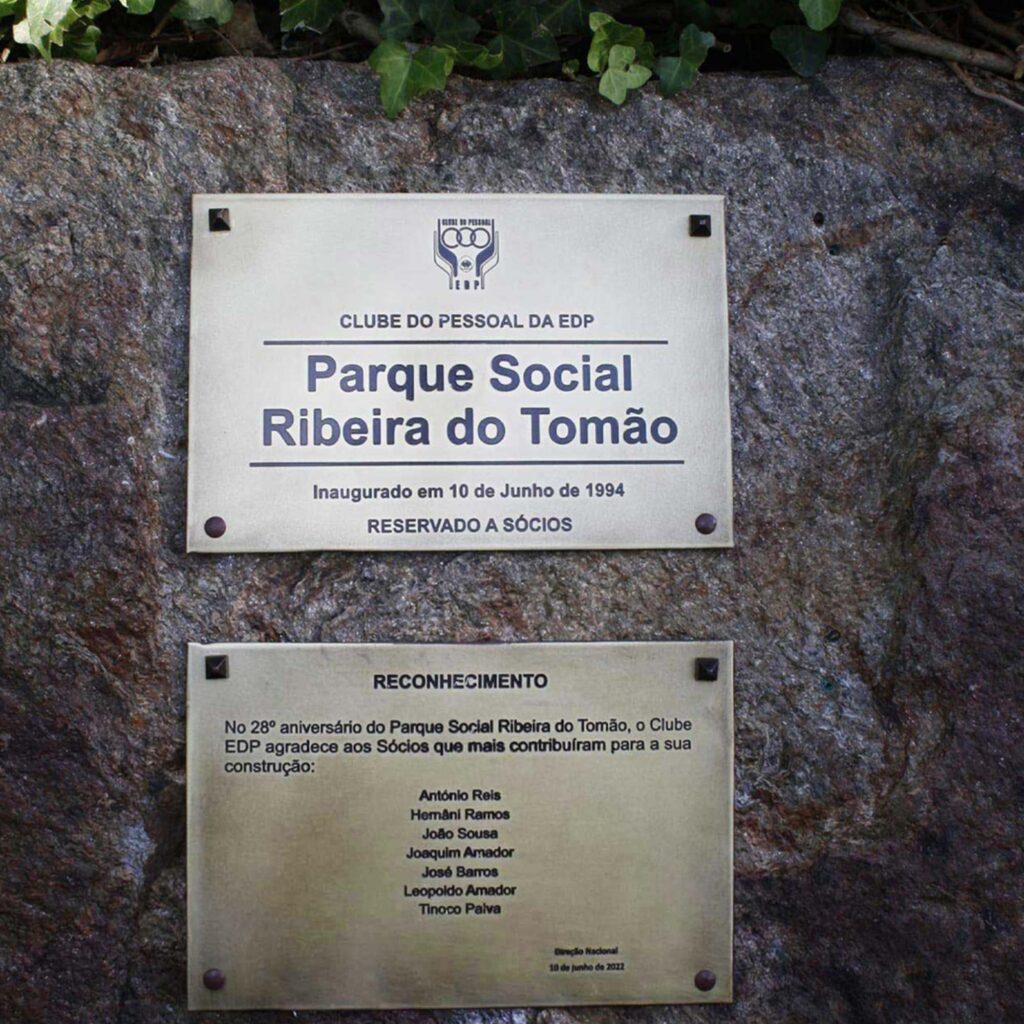 CLUBE DO PESSOAL
EDP
CLUBE DO PESSOAL DA EDP
Parque Social
Ribeira do Tomão
Inaugurado em 10 de Junho de 1994
RESERVADO A SÓCIOS
RECONHECIMENTO
No 28º aniversário do Parque Social Ribeira do Tomão, o Clube
EDP agradece aos Sócios que mais contribuíram para a sua
construção:
António Reis
Hernâni Ramos
João Sousa
Joaquim Amador
José Barros
Leopoldo Amador
Tinoco Paiva
Direção Nacional
10 de junho de 2022